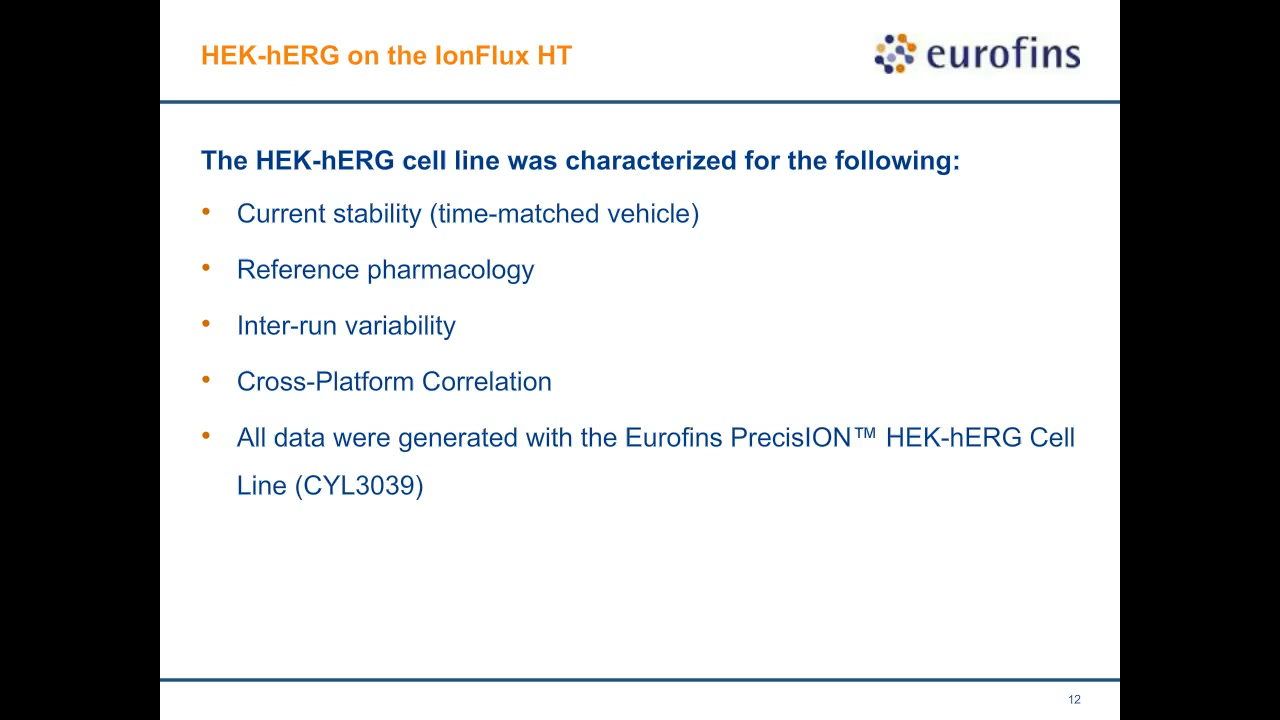 HEK-hERG on the IonFlux HT
eurofins
The HEK-hERG cell line was characterized for the following:
• Current stability (time-matched vehicle)
• Reference pharmacology
• Inter-run variability
• Cross-Platform Correlation
• All data were generated with the Eurofins PrecisION™ HEK-hERG Cell
Line (CYL3039)
12